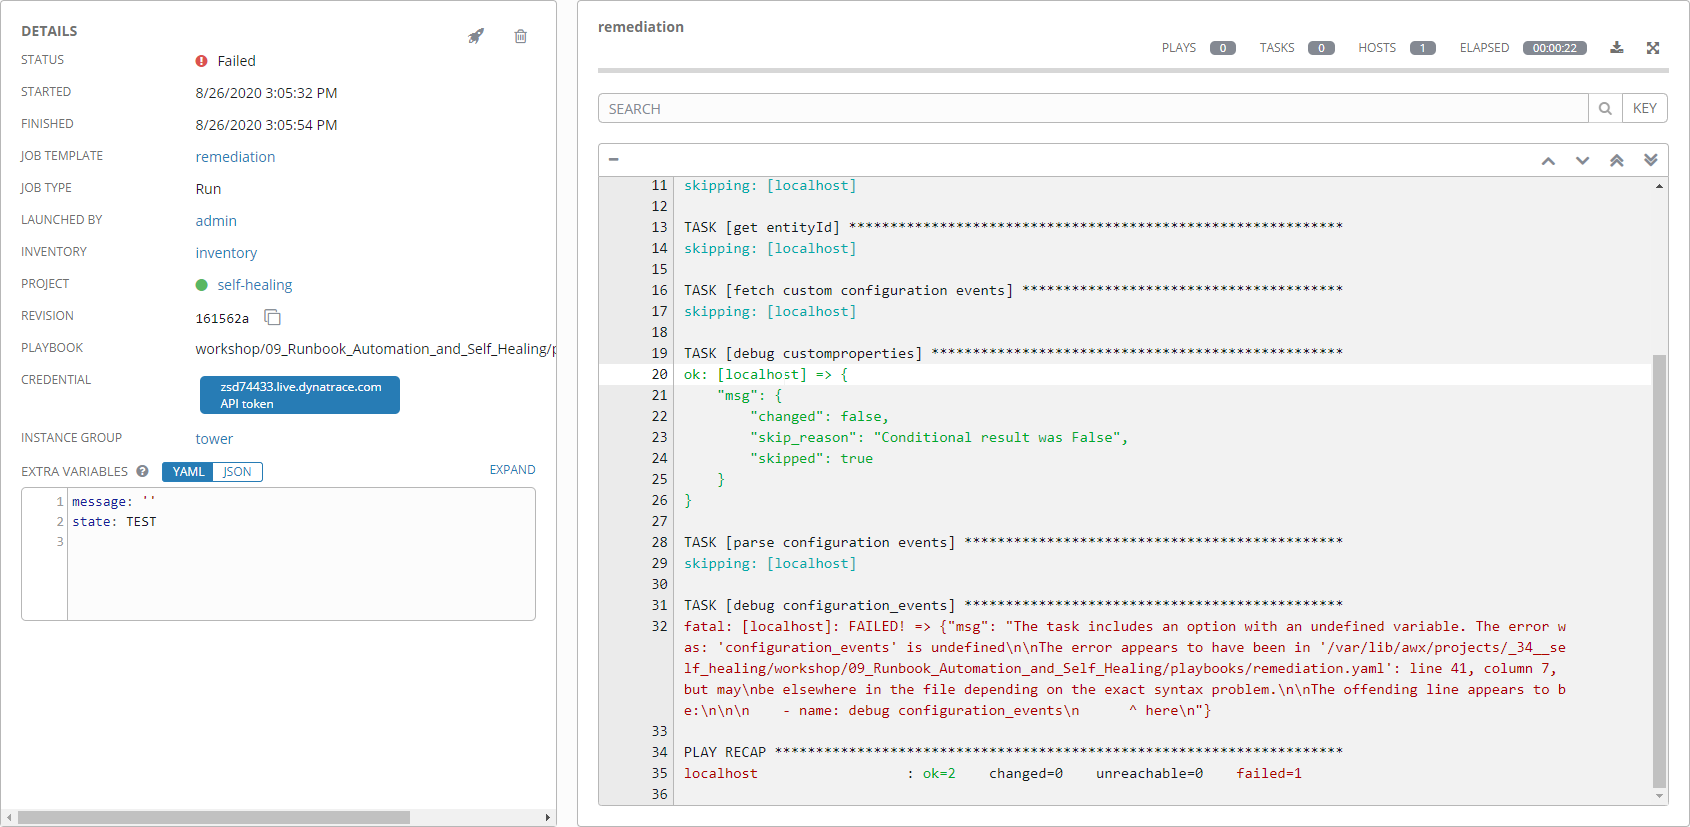 DETAILS
STATUS
Failed
STARTED
8/26/2020 3:05:32 PM
FINISHED
8/26/2020 3:05:54 PM
JOB TEMPLATE
remediation
JOB TYPE
Run
LAUNCHED BY
admin
INVENTORY
inventory
PROJECT
self-healing
REVISION
161562a
PLAYBOOK
workshop/09_Runbook_Automation_and_Self_Healing/p
CREDENTIAL
zsd74433.live.dynatrace.com
API token
INSTANCE GROUP
tower
EXTRA VARIABLES ? YAML JSON EXPAND
1 message: ''
2 state: TEST
3
remediation
PLAYS 0 TASKS 0 HOSTS 1 ELAPSED 00:00:22
SEARCH KEY
11 skipping: [localhost]
12
13 TASK [get entityId] ************************************************************
14 skipping: [localhost]
15
16 TASK [fetch custom configuration events] ***************************************
17 skipping: [localhost]
18
19 TASK [debug customproperties] **************************************************
20 ok: [localhost] => {
21     "msg": {
22         "changed": false,
23         "skip_reason": "Conditional result was False",
24         "skipped": true
25     }
26 }
27
28 TASK [parse configuration events] **********************************************
29 skipping: [localhost]
30
31 TASK [debug configuration_events] **********************************************
32 fatal: [localhost]: FAILED! => {"msg": "The task includes an option with an undefined variable. The error w
as: 'configuration_events' is undefined\n\nThe error appears to have been in '/var/lib/awx/projects/_34__se
lf_healing/workshop/09_Runbook_Automation_and_Self_Healing/playbooks/remediation.yaml': line 41, column 7,
but may\nbe elsewhere in the file depending on the exact syntax problem.\n\nThe offending line appears to b
e:\n\n\n    - name: debug configuration_events\n      ^ here\n"}
33
34 PLAY RECAP *********************************************************************
35 localhost                  : ok=2    changed=0    unreachable=0    failed=1
36